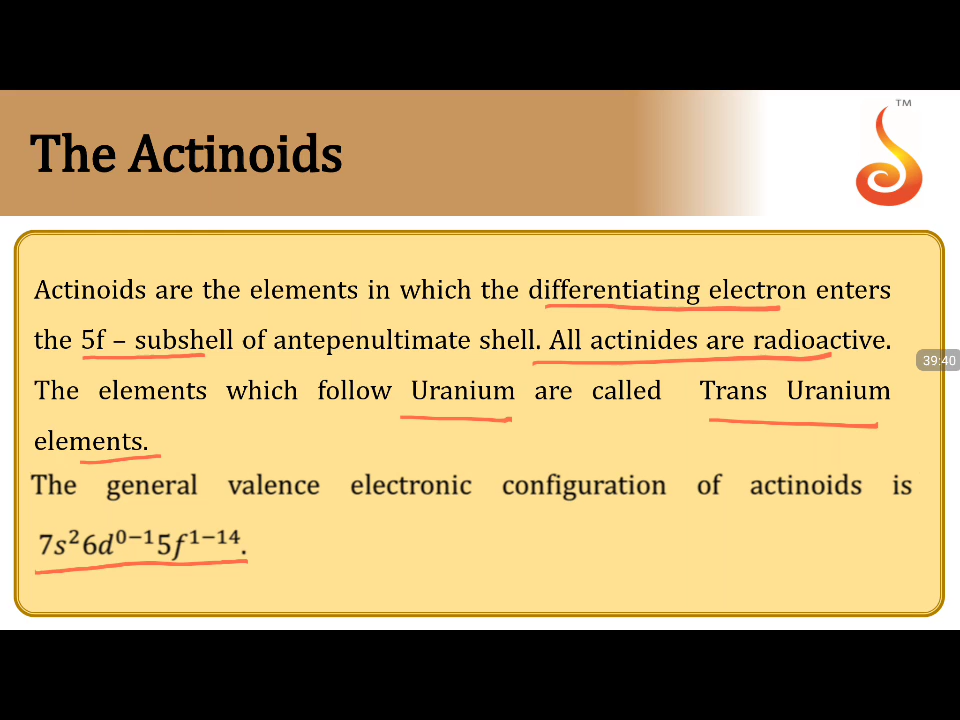 TM
The Actinoids
Actinoids are the elements in which the differentiating electron enters
the 5f – subshell of antepenultimate shell. All actinides are radioactive.
39:40
The elements which follow Uranium are called Trans Uranium
elements.
The general valence electronic configuration of actinoids is
7s²6d⁰⁻¹5f¹⁻¹⁴.